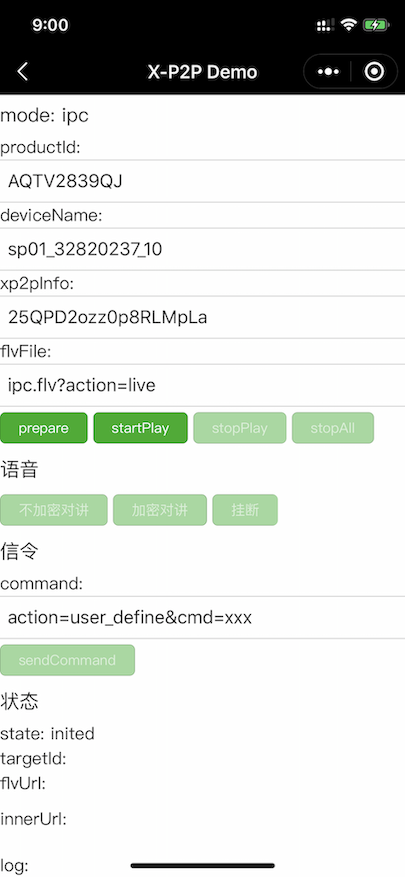 9:00
X-P2P Demo
mode: ipc
productId:
AQTV2839QJ
deviceName:
sp01_32820237_10
xp2pInfo:
25QPD2ozz0p8RLMpLa
flvFile:
ipc.flv?action=live
prepare startPlay stopPlay stopAll
语音
不加密对讲 加密对讲 挂断
信令
command:
action=user_define&cmd=xxx
sendCommand
状态
state: inited
targetId:
flvUrl:
innerUrl:
log: